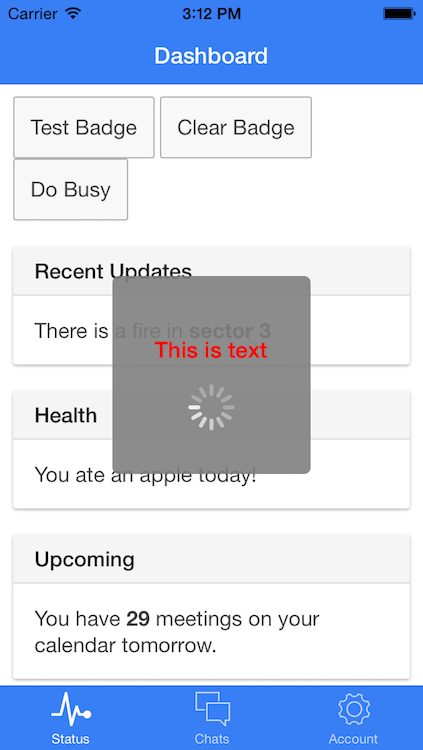 Carrier 3:12 PM
Dashboard
Test Badge Clear Badge
Do Busy
Recent Updates
There is a fire in sector 3
This is text
Health
You ate an apple today!
Upcoming
You have 29 meetings on your
calendar tomorrow.
Status Chats Account